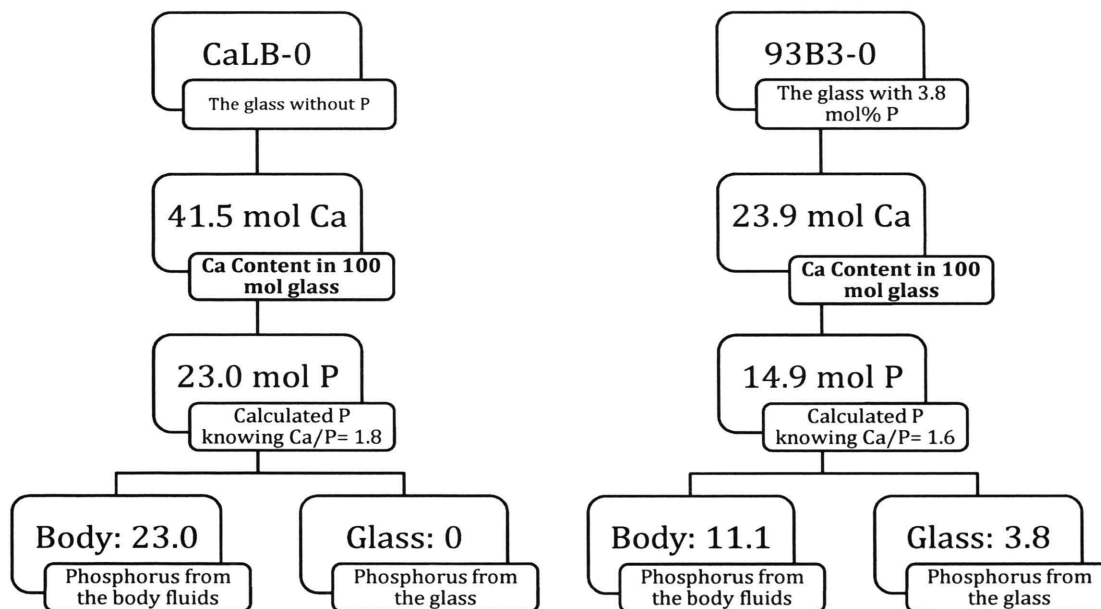 CaLB-0
The glass without P
41.5 mol Ca
Ca Content in 100
mol glass
23.0 mol P
Calculated P
knowing Ca/P= 1.8
Body: 23.0
Phosphorus from
the body fluids
Glass: 0
Phosphorus from
the glass
93B3-0
The glass with 3.8
mol% P
23.9 mol Ca
Ca Content in 100
mol glass
14.9 mol P
Calculated P
knowing Ca/P= 1.6
Body: 11.1
Phosphorus from
the body fluids
Glass: 3.8
Phosphorus from
the glass